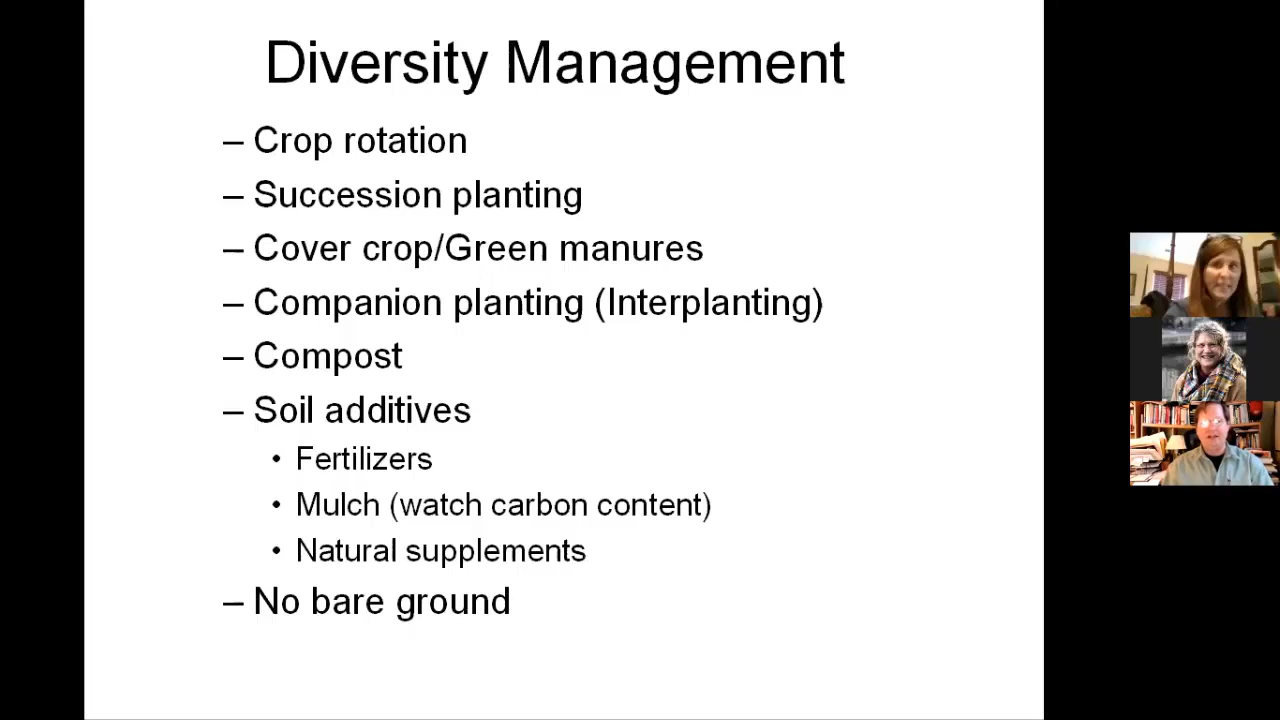 Diversity Management
– Crop rotation
– Succession planting
– Cover crop/Green manures
– Companion planting (Interplanting)
– Compost
– Soil additives
• Fertilizers
• Mulch (watch carbon content)
• Natural supplements
– No bare ground